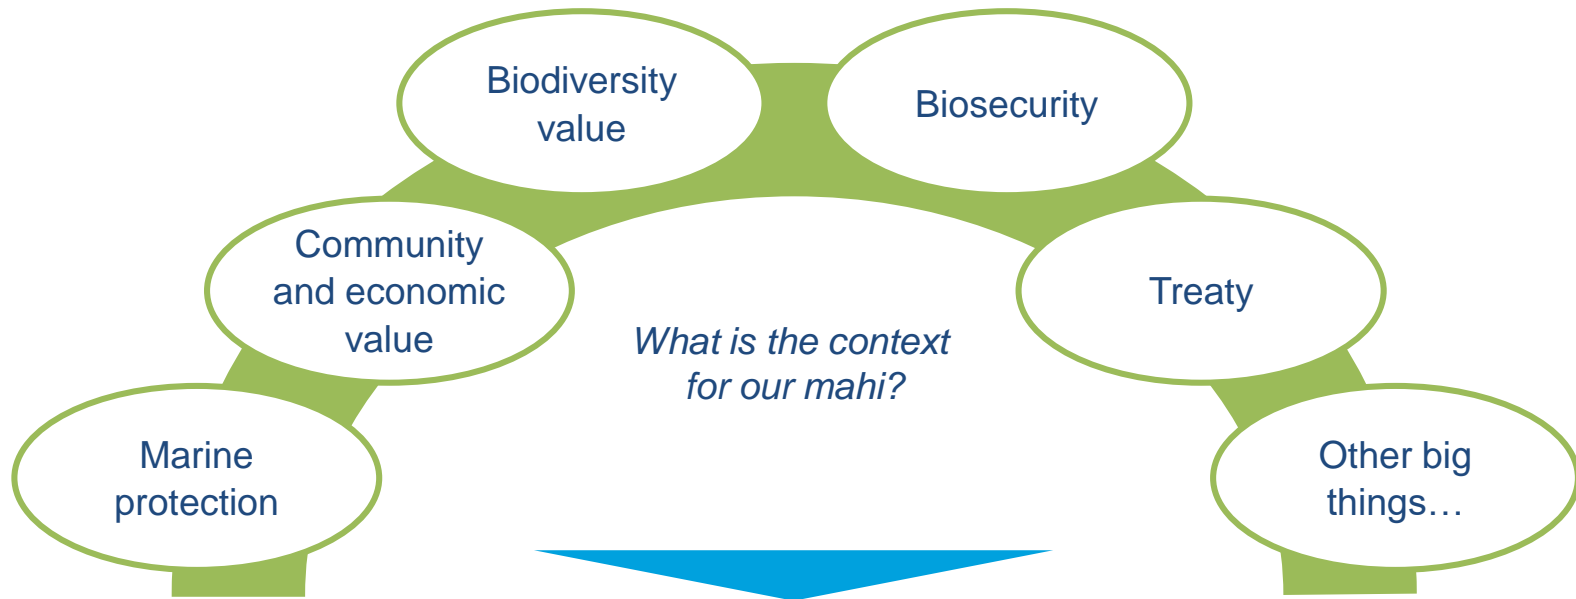 Biodiversity
value
Biosecurity
Community
and economic
value
Treaty
What is the context
for our mahi?
Marine
protection
Other big
things…